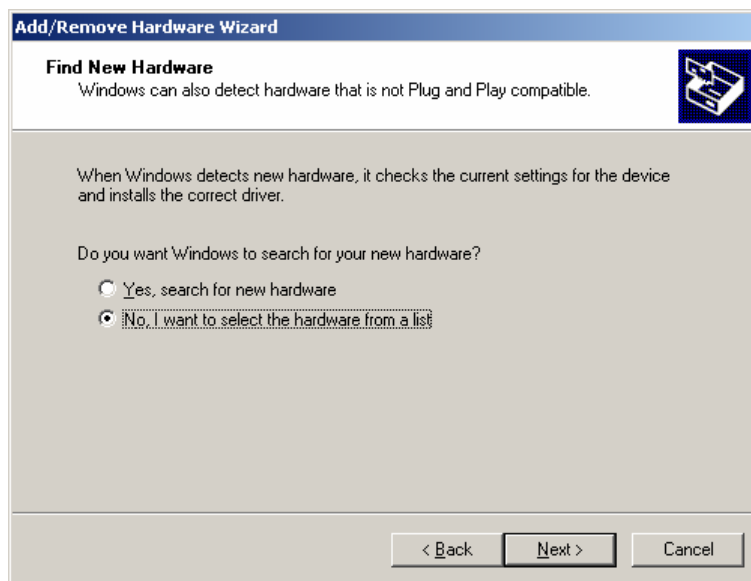 Add/Remove Hardware Wizard
Find New Hardware
Windows can also detect hardware that is not Plug and Play compatible.
When Windows detects new hardware, it checks the current settings for the device
and installs the correct driver.
Do you want Windows to search for your new hardware?
Yes, search for new hardware
No, I want to select the hardware from a list
< Back
Next >
Cancel